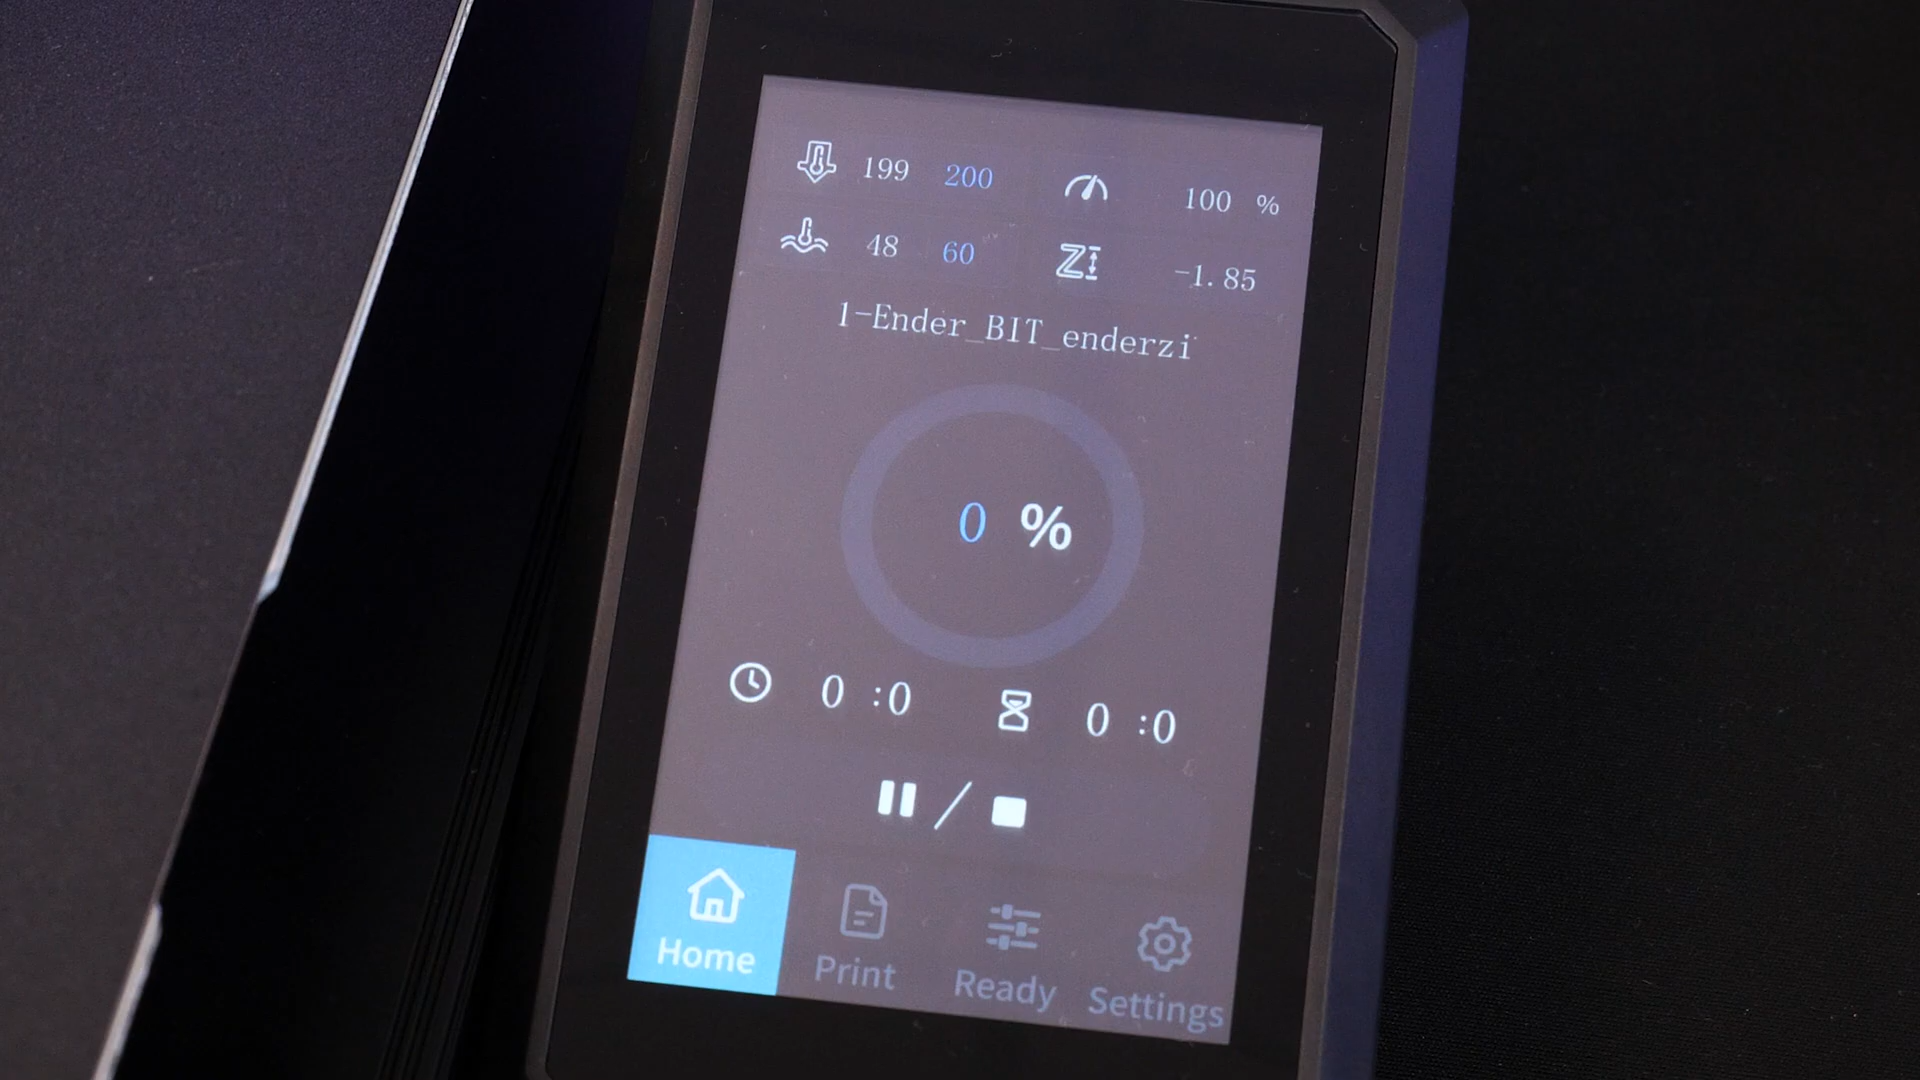 199 200 100 %
48 60 Z -1.85
1-Ender_BIT_enderzi
0 %
0 :0 0 :0
Home Print Ready Settings